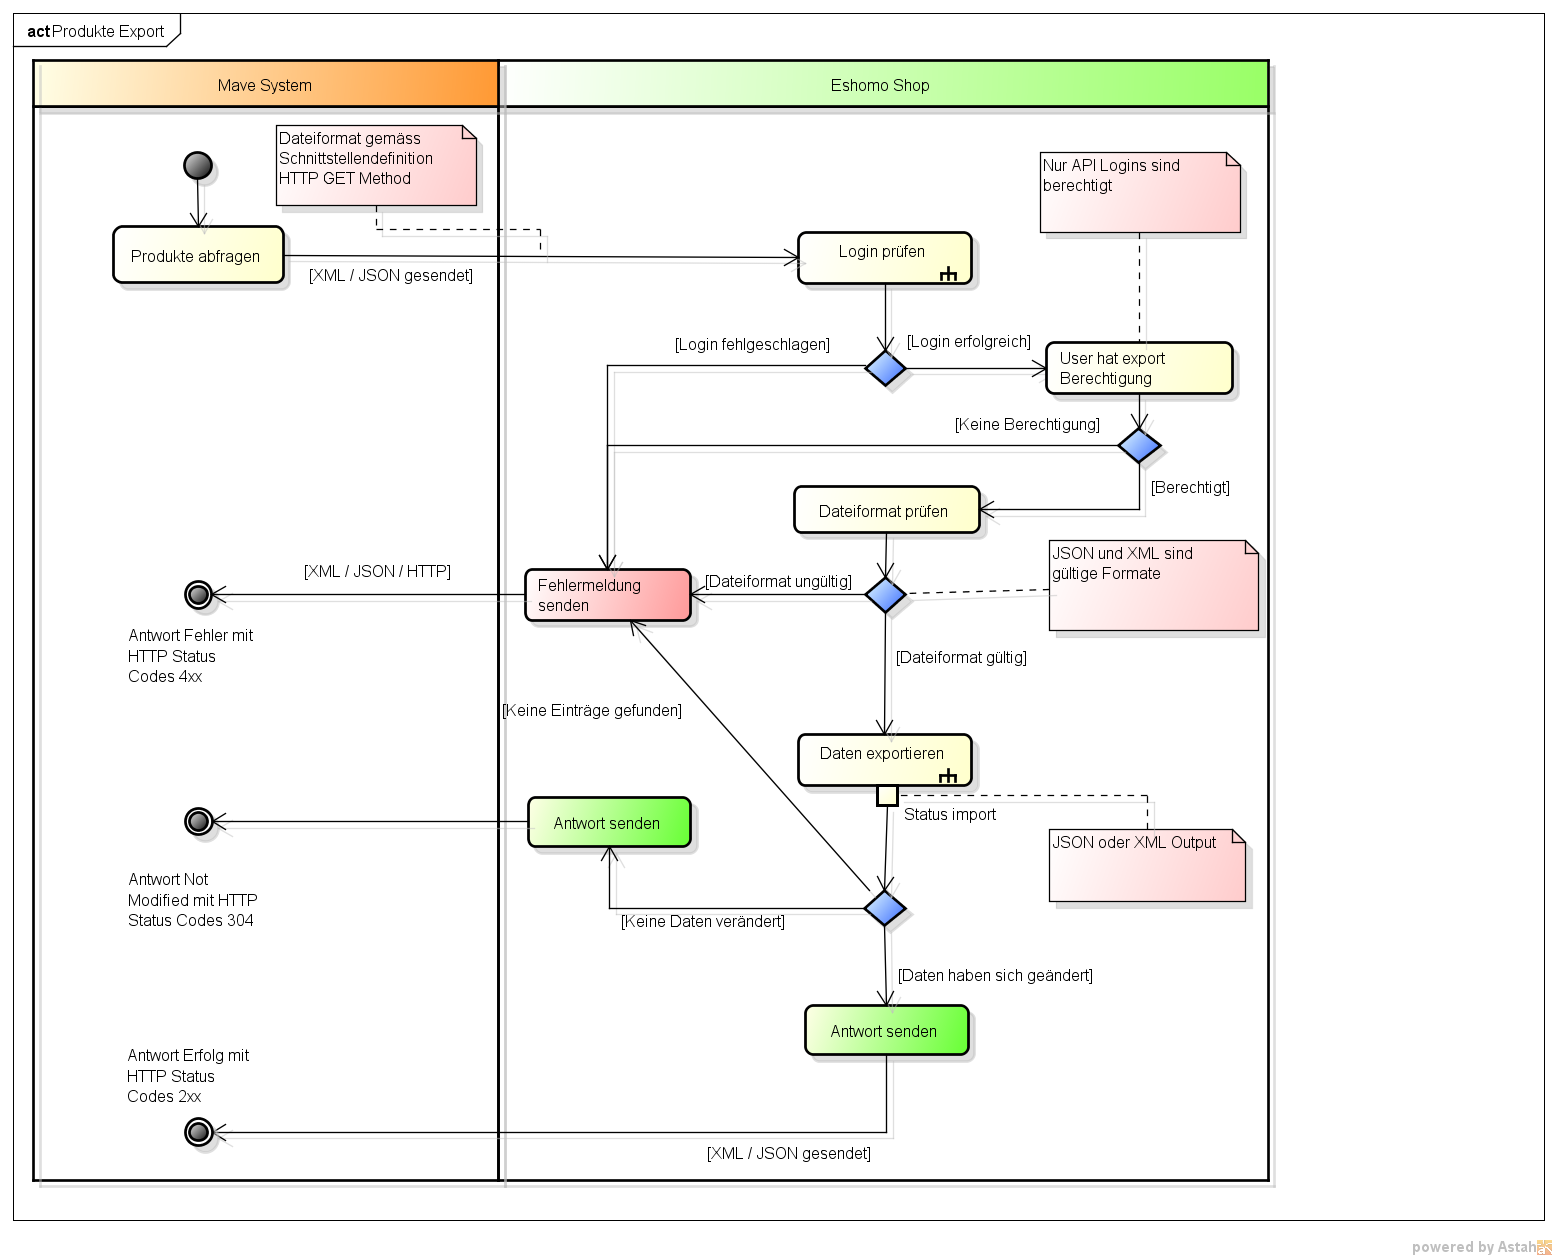 act Produkte Export
Mave System
Eshomo Shop
Dateiformat gemäss
Schnittstellendefinition
HTTP GET Method
Nur API Logins sind
berechtigt
Produkte abfragen
[XML / JSON gesendet]
Login prüfen
[Login fehlgeschlagen]
[Login erfolgreich]
User hat export
Berechtigung
[Keine Berechtigung]
[Berechtigt]
Dateiformat prüfen
JSON und XML sind
gültige Formate
[XML / JSON / HTTP]
Fehlermeldung
senden
[Dateiformat ungültig]
Antwort Fehler mit
HTTP Status
Codes 4xx
[Dateiformat gültig]
[Keine Einträge gefunden]
Daten exportieren
Status import
JSON oder XML Output
Antwort senden
Antwort Not
Modified mit HTTP
Status Codes 304
[Keine Daten verändert]
[Daten haben sich geändert]
Antwort senden
Antwort Erfolg mit
HTTP Status
Codes 2xx
[XML / JSON gesendet]
powered by Astah